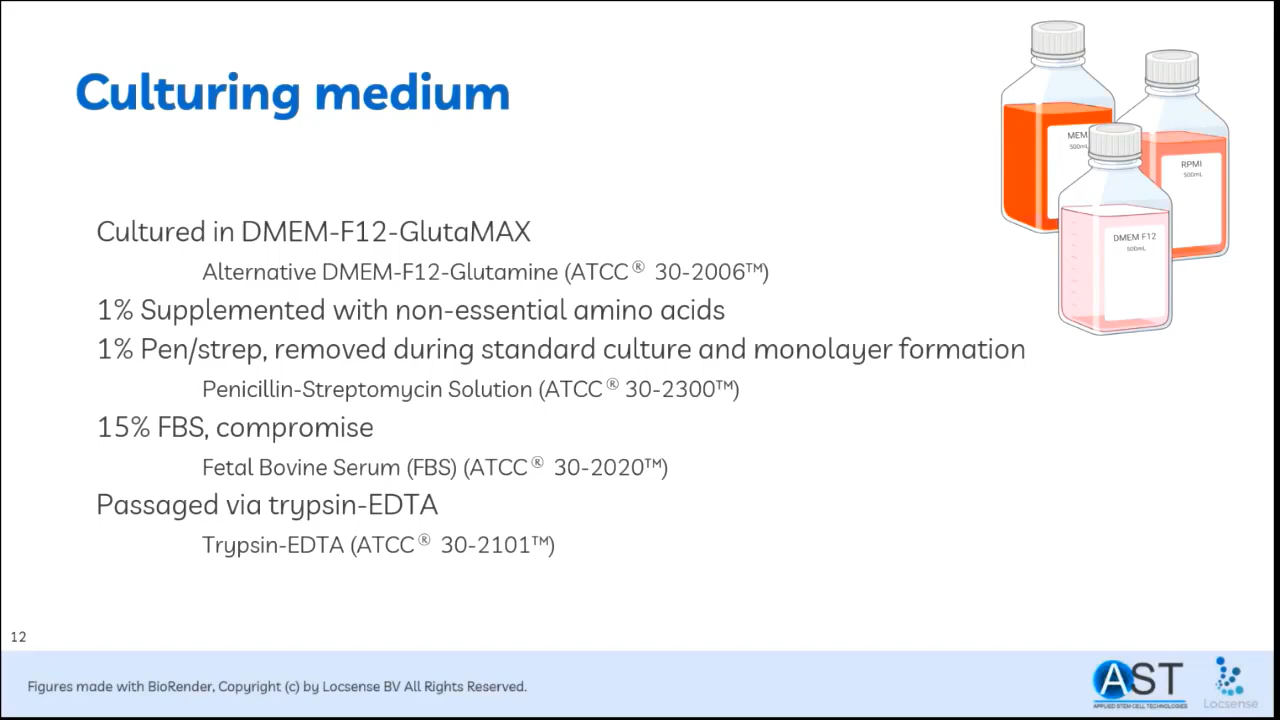 Culturing medium
MEM
500mL
RPMI
500mL
DMEM F12
500mL
Cultured in DMEM-F12-GlutaMAX
Alternative DMEM-F12-Glutamine (ATCC® 30-2006™)
1% Supplemented with non-essential amino acids
1% Pen/strep, removed during standard culture and monolayer formation
Penicillin-Streptomycin Solution (ATCC® 30-2300™)
15% FBS, compromise
Fetal Bovine Serum (FBS) (ATCC® 30-2020™)
Passaged via trypsin-EDTA
Trypsin-EDTA (ATCC® 30-2101™)
12
Figures made with BioRender, Copyright (c) by Locsense BV All Rights Reserved.
AST
APPLIED STEM CELL TECHNOLOGIES
Locsense